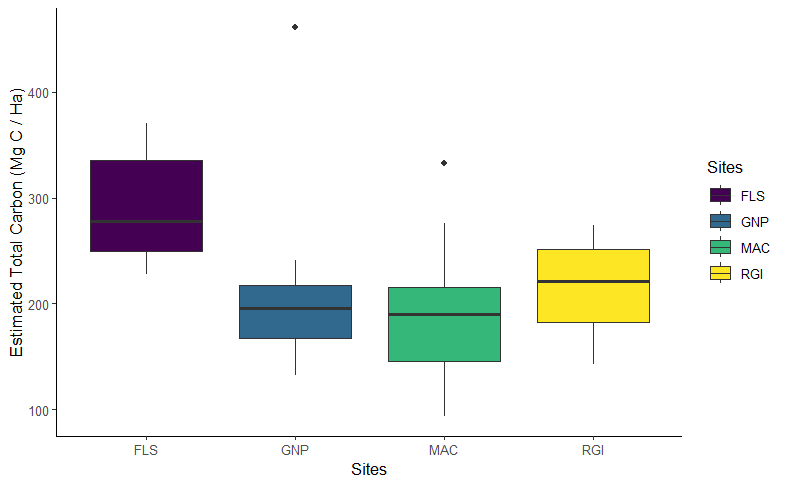 Estimated Total Carbon (Mg C / Ha)
400
300
200
100
FLS GNP MAC RGI
Sites
Sites
FLS
GNP
MAC
RGI